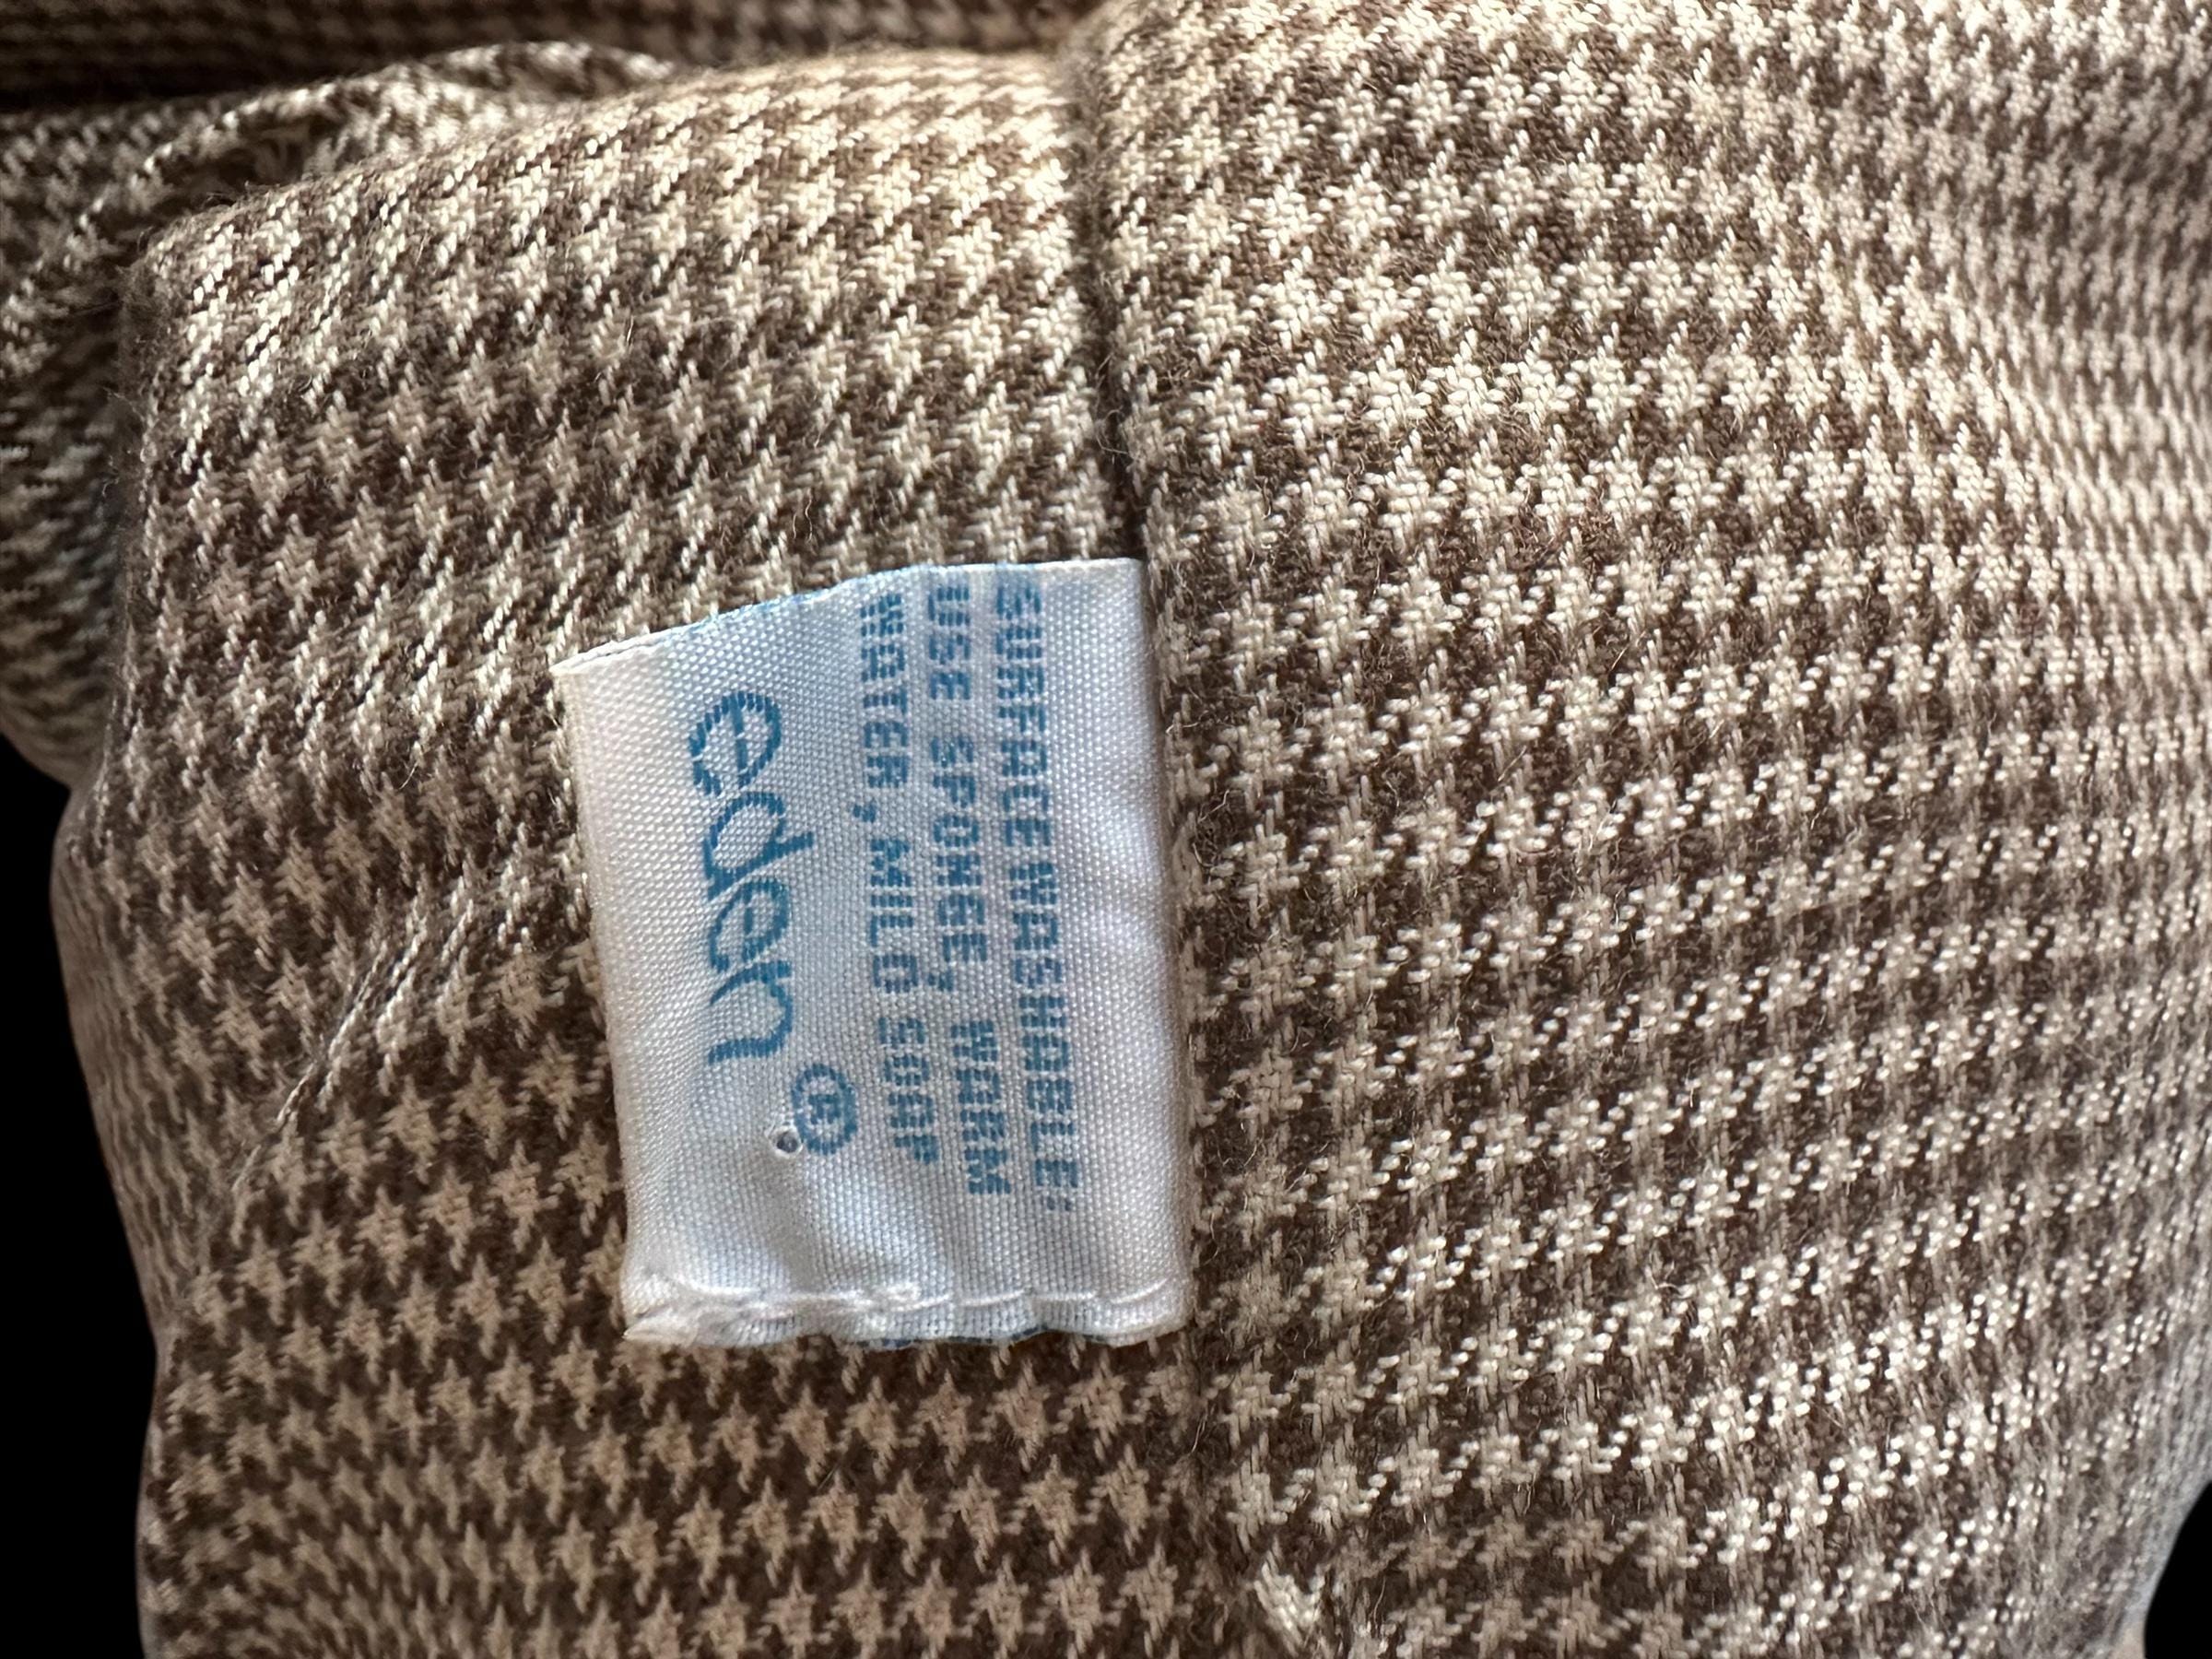 SURFACE WASHABLE.
USE SPONGE, WARM
WATER, MILD SOAP
eden ®